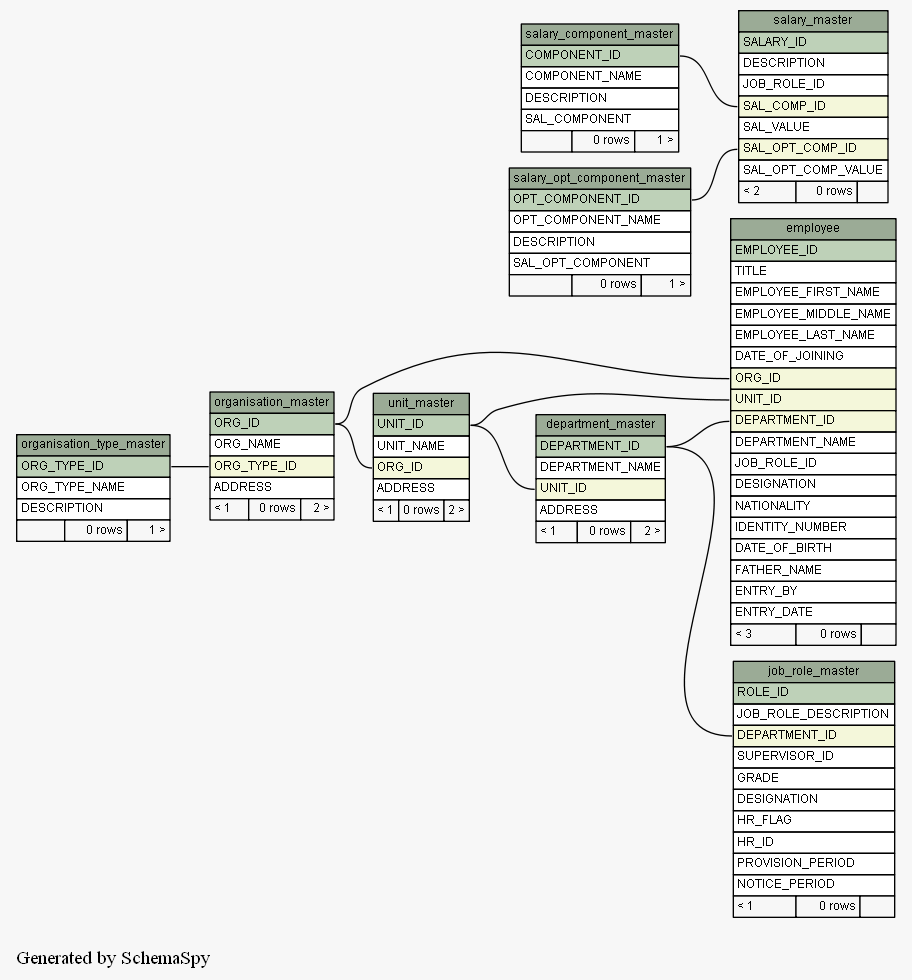 salary_component_master
COMPONENT_ID
COMPONENT_NAME
DESCRIPTION
SAL_COMPONENT
0 rows 1 >
salary_master
SALARY_ID
DESCRIPTION
JOB_ROLE_ID
SAL_COMP_ID
SAL_VALUE
SAL_OPT_COMP_ID
SAL_OPT_COMP_VALUE
< 2 0 rows
salary_opt_component_master
OPT_COMPONENT_ID
OPT_COMPONENT_NAME
DESCRIPTION
SAL_OPT_COMPONENT
0 rows 1 >
employee
EMPLOYEE_ID
TITLE
EMPLOYEE_FIRST_NAME
EMPLOYEE_MIDDLE_NAME
EMPLOYEE_LAST_NAME
DATE_OF_JOINING
ORG_ID
UNIT_ID
DEPARTMENT_ID
DEPARTMENT_NAME
JOB_ROLE_ID
DESIGNATION
NATIONALITY
IDENTITY_NUMBER
DATE_OF_BIRTH
FATHER_NAME
ENTRY_BY
ENTRY_DATE
< 3 0 rows
organisation_type_master
ORG_TYPE_ID
ORG_TYPE_NAME
DESCRIPTION
0 rows 1 >
organisation_master
ORG_ID
ORG_NAME
ORG_TYPE_ID
ADDRESS
< 1 0 rows 2 >
unit_master
UNIT_ID
UNIT_NAME
ORG_ID
ADDRESS
< 1 0 rows 2 >
department_master
DEPARTMENT_ID
DEPARTMENT_NAME
UNIT_ID
ADDRESS
< 1 0 rows 2 >
job_role_master
ROLE_ID
JOB_ROLE_DESCRIPTION
DEPARTMENT_ID
SUPERVISOR_ID
GRADE
DESIGNATION
HR_FLAG
HR_ID
PROVISION_PERIOD
NOTICE_PERIOD
< 1 0 rows
Generated by SchemaSpy